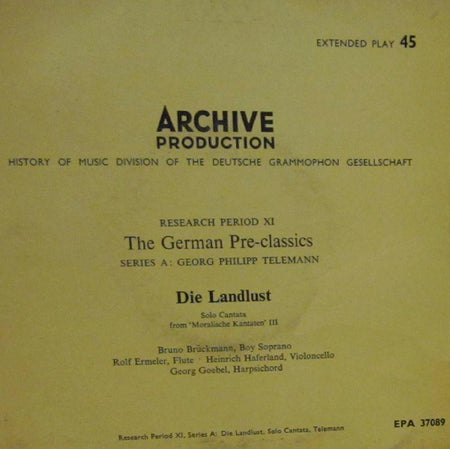 EXTENDED PLAY 45
ARCHIVE
PRODUCTION
HISTORY OF MUSIC DIVISION OF THE DEUTSCHE GRAMMOPHON GESELLSCHAFT
RESEARCH PERIOD XI
The German Pre-classics
SERIES A: GEORG PHILIPP TELEMANN
Die Landlust
Solo Cantata
from 'Moralische Kantaten' III
Bruno Brückmann, Boy Soprano
Rolf Ermeler, Flute · Heinrich Haferland, Violoncello
Georg Goebel, Harpsichord
EPA 37089
Research Period XI, Series A: Die Landlust, Solo Cantata, Telemann